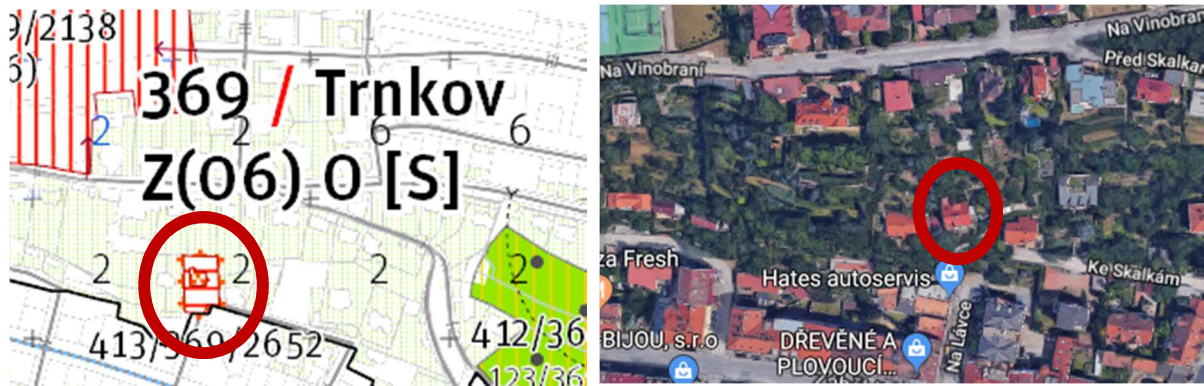 9/2138
6)
369 / Trnkov
2 2 6 6
Z(06) 0 [S]
2 2 2 2
413/369/2652
412/36
123/36
Na Vinobraní
Na Vinobraní
Před Skalkam
za Fresh
Hates autoservis
Ke Skalkám
BIJOU, s.r.o
Na Lávce
DŘEVĚNÉ A
PLOVOUCÍ...